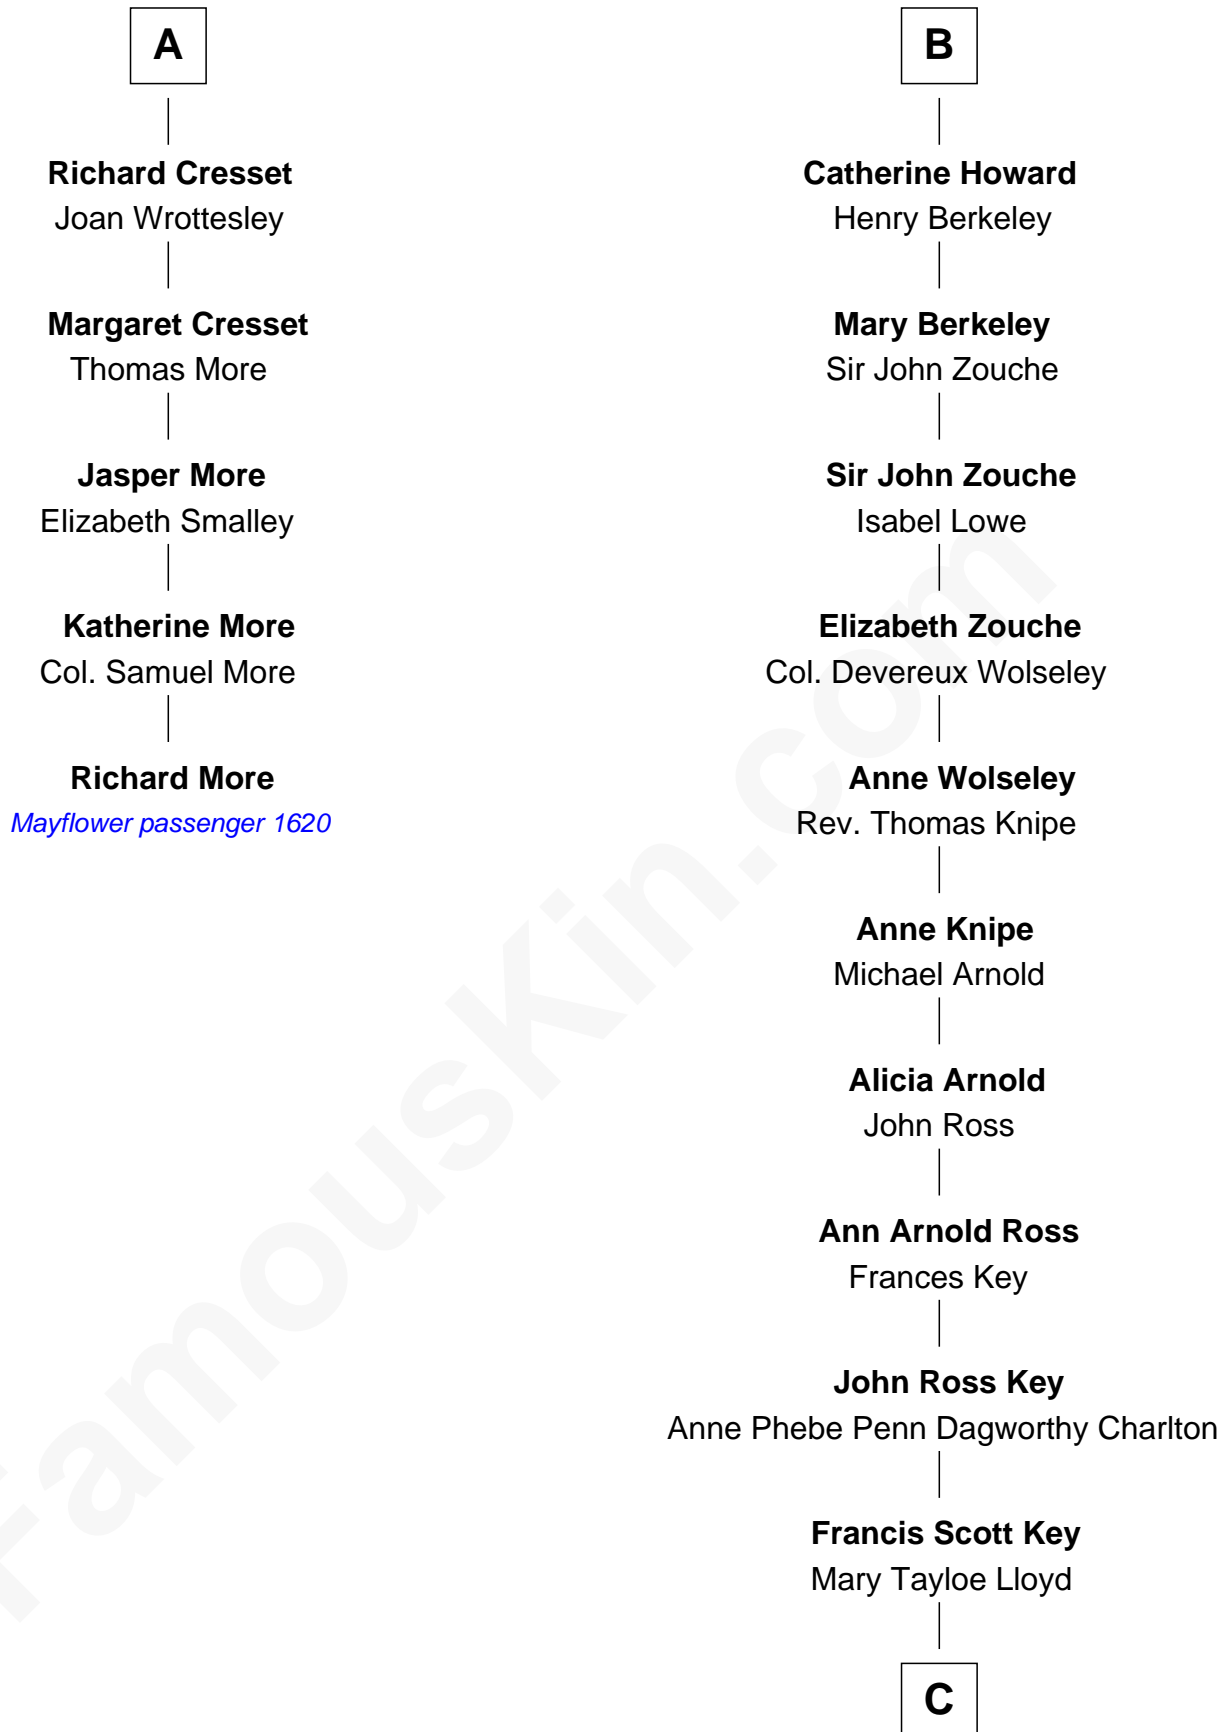 A
Richard Cresset
Joan Wrottesley
Margaret Cresset
Thomas More
Jasper More
Elizabeth Smalley
Katherine More
Col. Samuel More
Richard More
Mayflower passenger 1620
B
Catherine Howard
Henry Berkeley
Mary Berkeley
Sir John Zouche
Sir John Zouche
Isabel Lowe
Elizabeth Zouche
Col. Devereux Wolseley
Anne Wolseley
Rev. Thomas Knipe
Anne Knipe
Michael Arnold
Alicia Arnold
John Ross
Ann Arnold Ross
Frances Key
John Ross Key
Anne Phebe Penn Dagworthy Charlton
Francis Scott Key
Mary Tayloe Lloyd
C
FamousKin.com